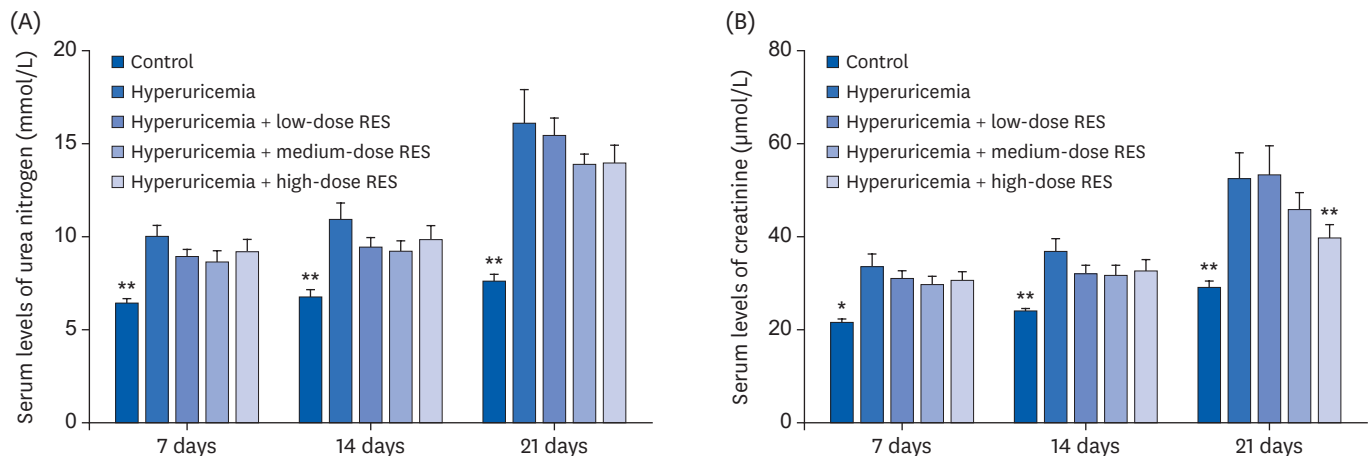 (A)
Serum levels of urea nitrogen (mmol/L)
20
15
10
5
0
Control
Hyperuricemia
Hyperuricemia + low-dose RES
Hyperuricemia + medium-dose RES
Hyperuricemia + high-dose RES
**
**
**
7 days
14 days
21 days
(B)
Serum levels of creatinine (μmol/L)
80
60
40
20
0
Control
Hyperuricemia
Hyperuricemia + low-dose RES
Hyperuricemia + medium-dose RES
Hyperuricemia + high-dose RES
*
**
**
**
7 days
14 days
21 days